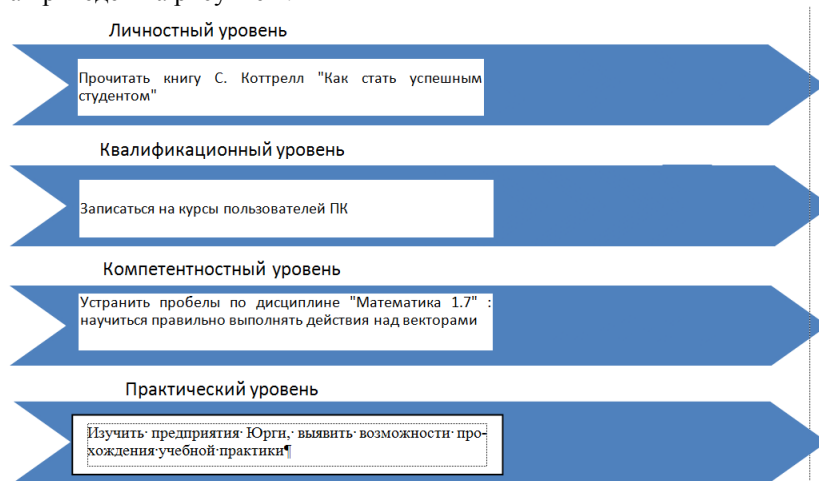 Личностный уровень
Прочитать книгу С. Коттрелл "Как стать успешным
студентом"
Квалификационный уровень
Записаться на курсы пользователей ПК
Компетентностный уровень
Устранить пробелы по дисциплине "Математика 1.7" :
научиться правильно выполнять действия над векторами
Практический уровень
Изучить· предприятия· Юрги,· выявить· возможности· про-
хождения·учебной·практики¶